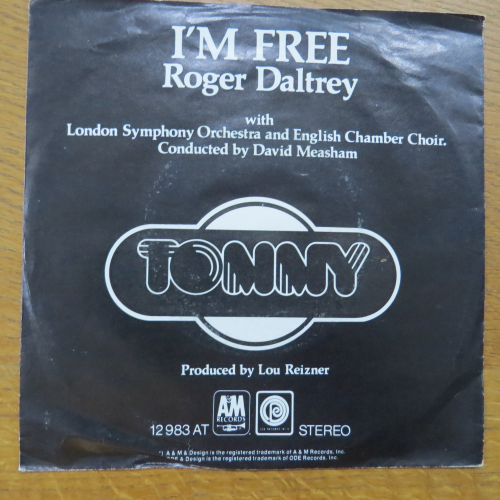 I'M FREE
Roger Daltrey
with
London Symphony Orchestra and English Chamber Choir.
Conducted by David Measham
TOMMY
Produced by Lou Reizner
A&M
RECORDS
12 983 AT STEREO
A & M Design is the registered trademark of A & M Records. Inc.
Design is the registered trademark of ODE Records, Inc.